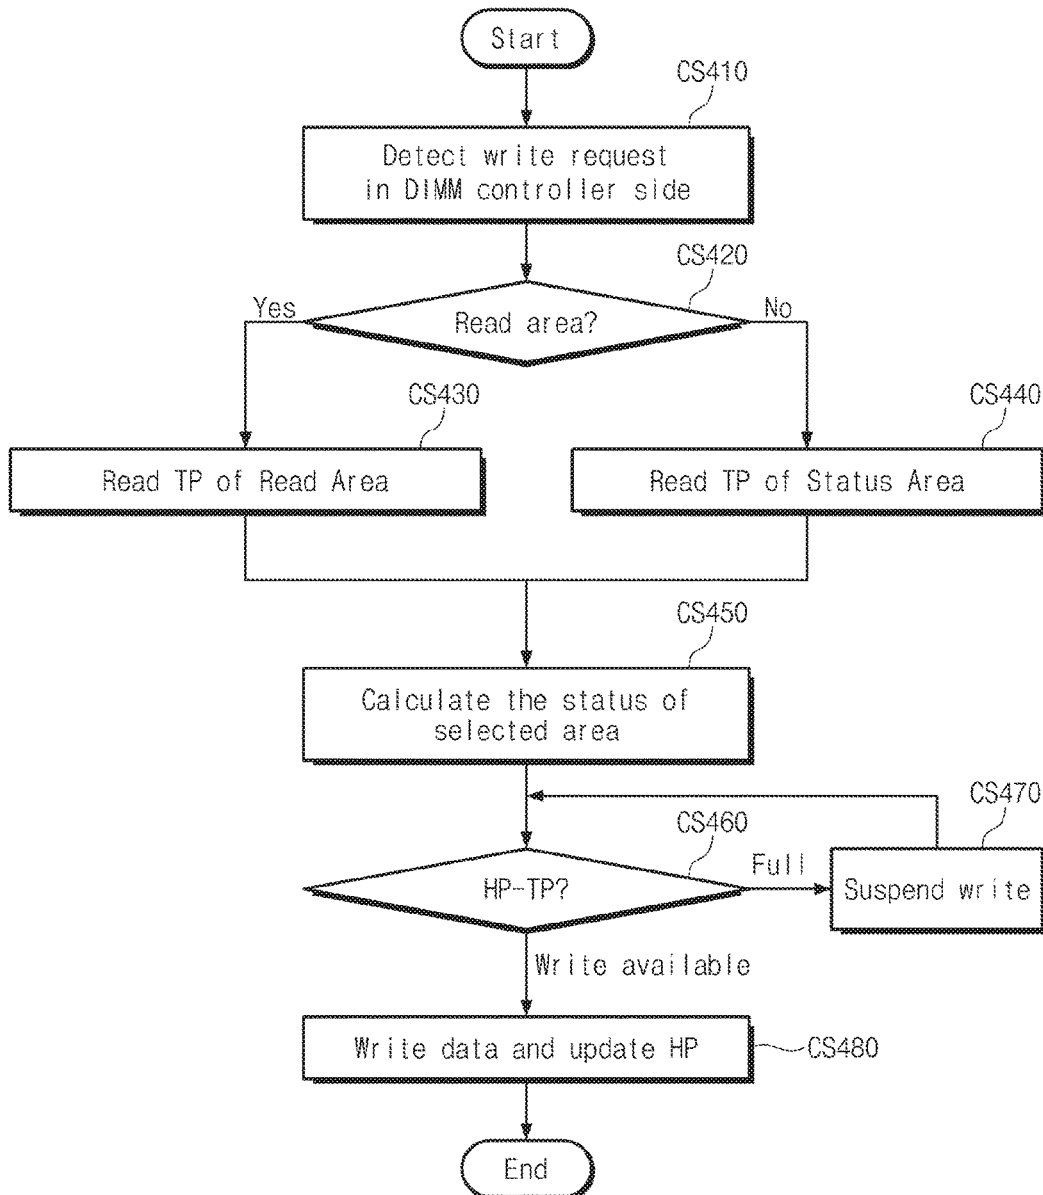 Start
CS410
Detect write request
in DIMM controller side
CS420
Yes
Read area?
No
CS430
CS440
Read TP of Read Area
Read TP of Status Area
CS450
Calculate the status of
selected area
CS470
CS460
HP-TP?
Full
Suspend write
Write available
Write data and update HP
CS480
End